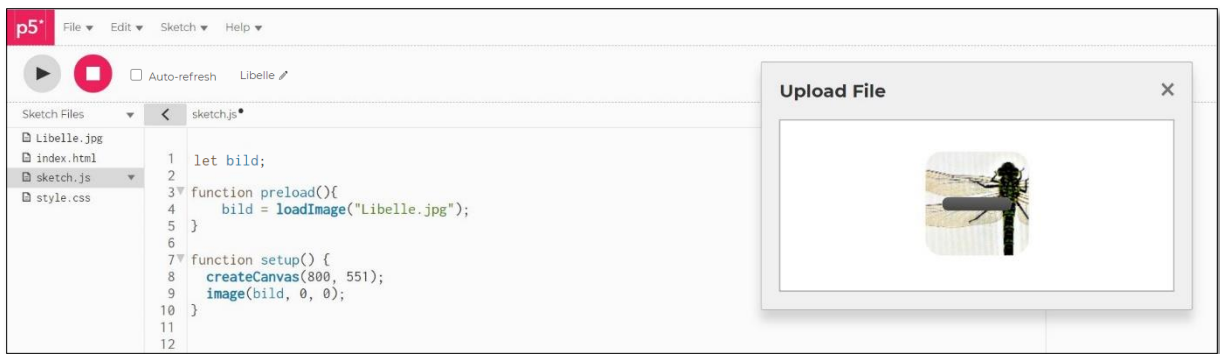 p5* File ▾ Edit ▾ Sketch ▾ Help ▾
Auto-refresh Libelle
Upload File ×
Sketch Files ▾ < sketch.js•
Libelle.jpg
index.html
sketch.js ▾
style.css
1 let bild;
2
3 function preload(){
4 bild = loadImage("Libelle.jpg");
5 }
6
7 function setup() {
8 createCanvas(800, 551);
9 image(bild, 0, 0);
10 }
11
12